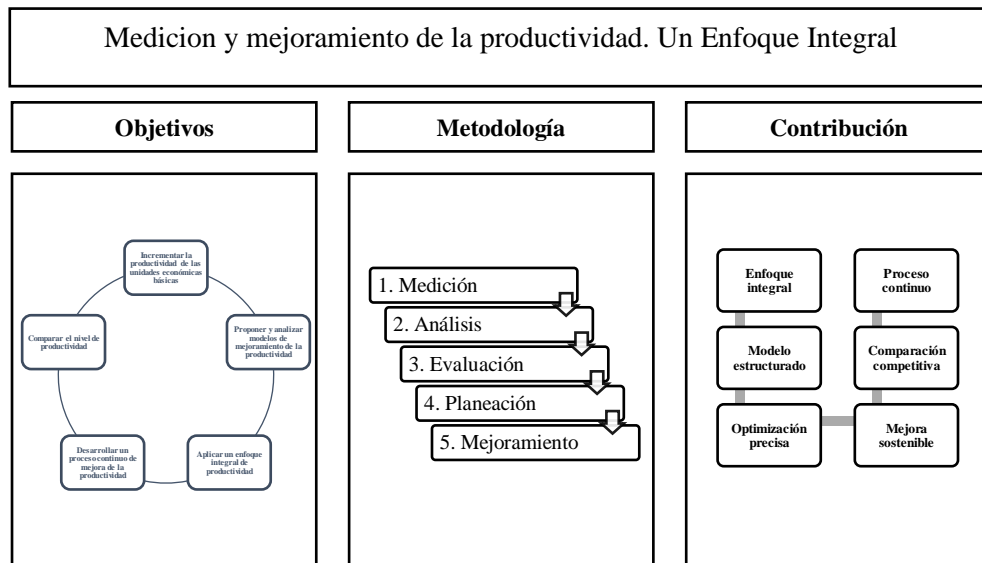 Medicion y mejoramiento de la productividad. Un Enfoque Integral
Objetivos
Incrementar la
productividad de las
unidades económicas
básicas
Proponer y analizar
modelos de
mejoramiento de la
productividad
Aplicar un enfoque
integral de
productividad
Desarrollar un
proceso continuo de
mejora de la
productividad
Comparar el nivel de
productividad
Metodología
1. Medición
2. Análisis
3. Evaluación
4. Planeación
5. Mejoramiento
Contribución
Enfoque
integral
Modelo
estructurado
Optimización
precisa
Mejora
sostenible
Comparación
competitiva
Proceso
continuo